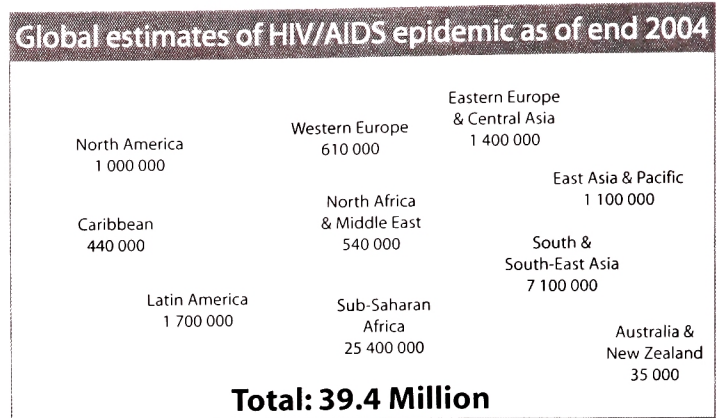 Global estimates of HIV/AIDS epidemic as of end 2004
North America
1 000 000
Western Europe
610 000
Eastern Europe
& Central Asia
1 400 000
East Asia & Pacific
1 100 000
Caribbean
440 000
North Africa
& Middle East
540 000
South &
South-East Asia
7 100 000
Latin America
1 700 000
Sub-Saharan
Africa
25 400 000
Australia &
New Zealand
35 000
Total: 39.4 Million